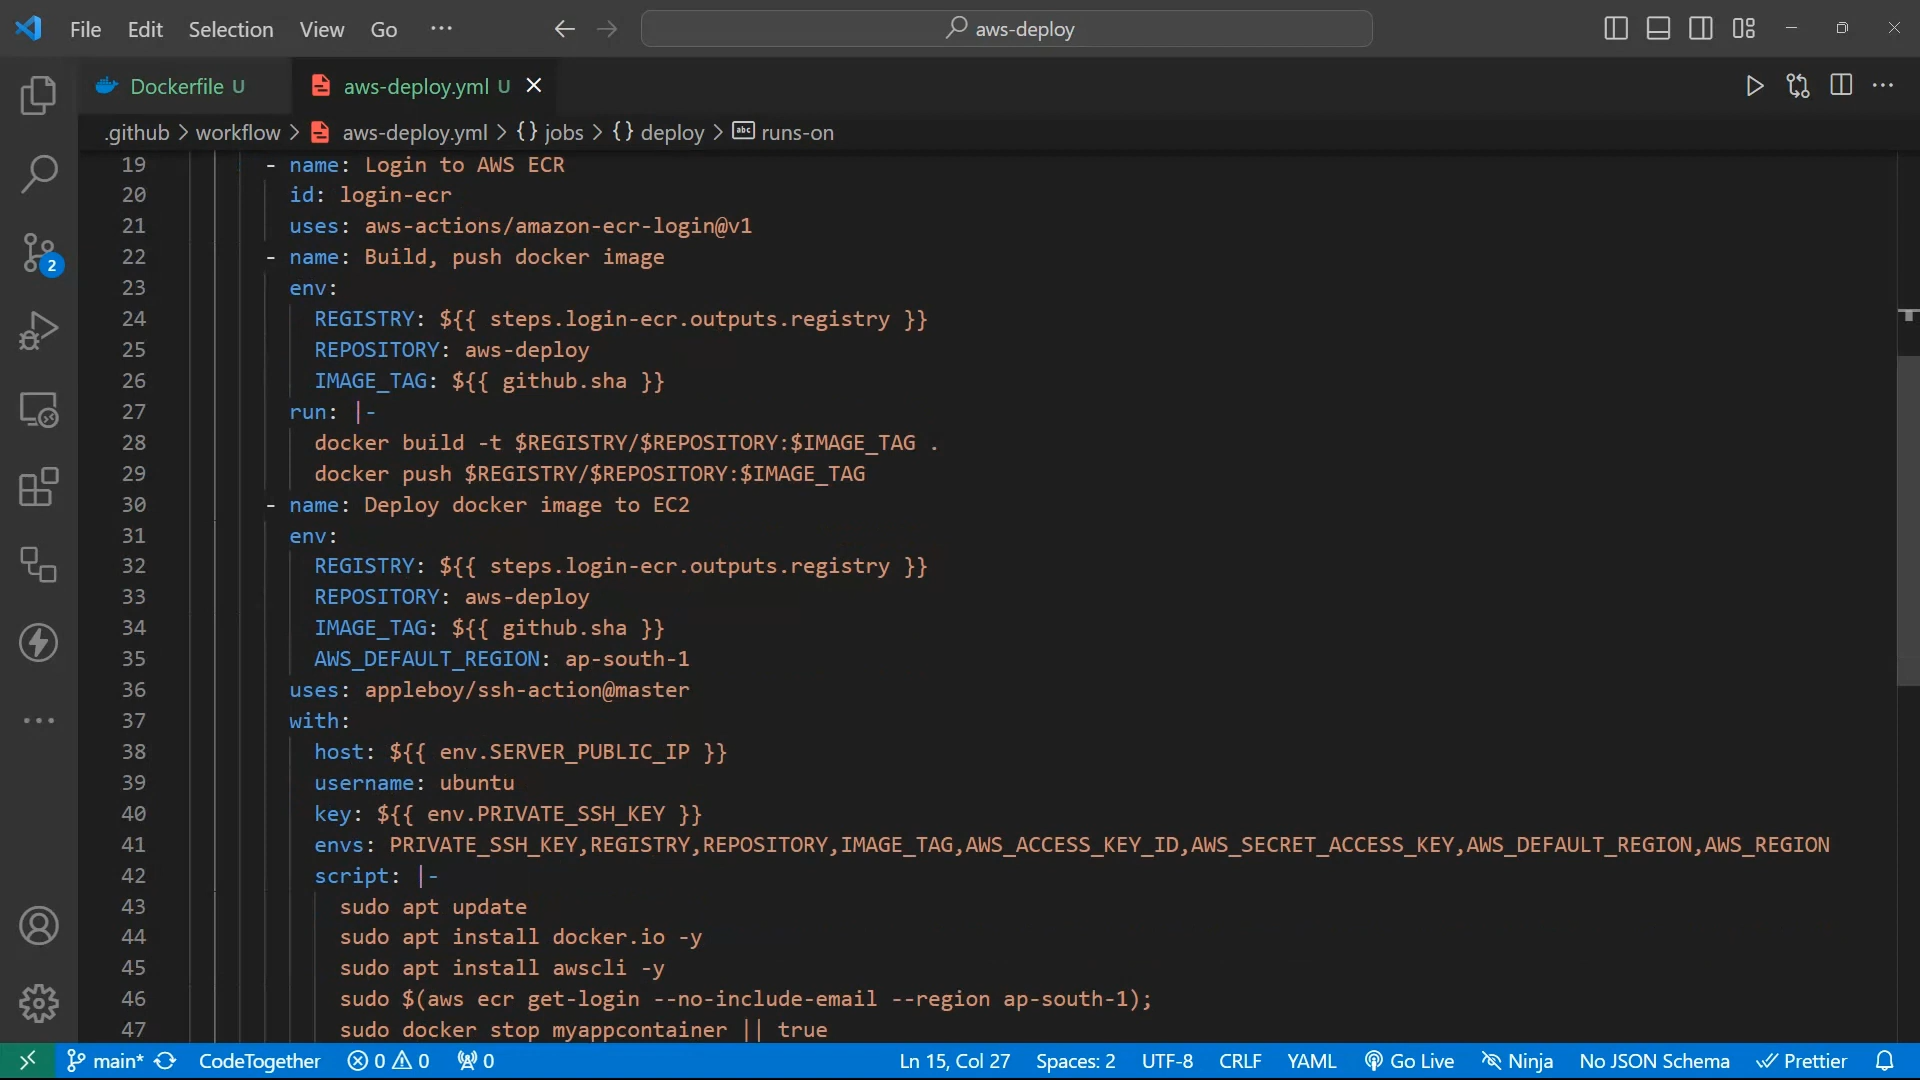 File Edit Selection View Go ··· aws-deploy
Dockerfile U aws-deploy.yml U
.github > workflow > aws-deploy.yml > {} jobs > {} deploy > abc runs-on
19 - name: Login to AWS ECR
20 id: login-ecr
21 uses: aws-actions/amazon-ecr-login@v1
22 - name: Build, push docker image
23 env:
24 REGISTRY: ${{ steps.login-ecr.outputs.registry }}
25 REPOSITORY: aws-deploy
26 IMAGE_TAG: ${{ github.sha }}
27 run: |-
28 docker build -t $REGISTRY/$REPOSITORY:$IMAGE_TAG .
29 docker push $REGISTRY/$REPOSITORY:$IMAGE_TAG
30 - name: Deploy docker image to EC2
31 env:
32 REGISTRY: ${{ steps.login-ecr.outputs.registry }}
33 REPOSITORY: aws-deploy
34 IMAGE_TAG: ${{ github.sha }}
35 AWS_DEFAULT_REGION: ap-south-1
36 uses: appleboy/ssh-action@master
37 with:
38 host: ${{ env.SERVER_PUBLIC_IP }}
39 username: ubuntu
40 key: ${{ env.PRIVATE_SSH_KEY }}
41 envs: PRIVATE_SSH_KEY,REGISTRY,REPOSITORY,IMAGE_TAG,AWS_ACCESS_KEY_ID,AWS_SECRET_ACCESS_KEY,AWS_DEFAULT_REGION,AWS_REGION
42 script: |-
43 sudo apt update
44 sudo apt install docker.io -y
45 sudo apt install awscli -y
46 sudo $(aws ecr get-login --no-include-email --region ap-south-1);
47 sudo docker stop myappcontainer || true
2
main* CodeTogether 0 0 0 Ln 15, Col 27 Spaces: 2 UTF-8 CRLF YAML Go Live Ninja No JSON Schema Prettier